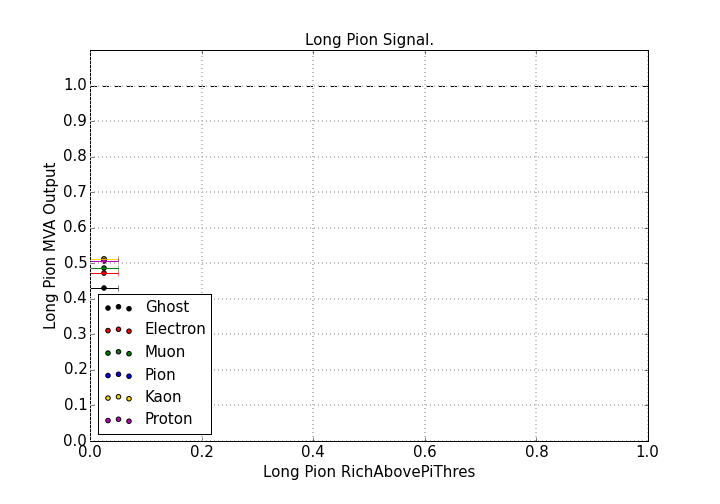 Long Pion Signal.
1.0
0.9
0.8
0.7
0.6
0.5
0.4
0.3
0.2
0.1
0.0
Long Pion MVA Output
Ghost
Electron
Muon
Pion
Kaon
Proton
0.0 0.2 0.4 0.6 0.8 1.0
Long Pion RichAbovePiThres